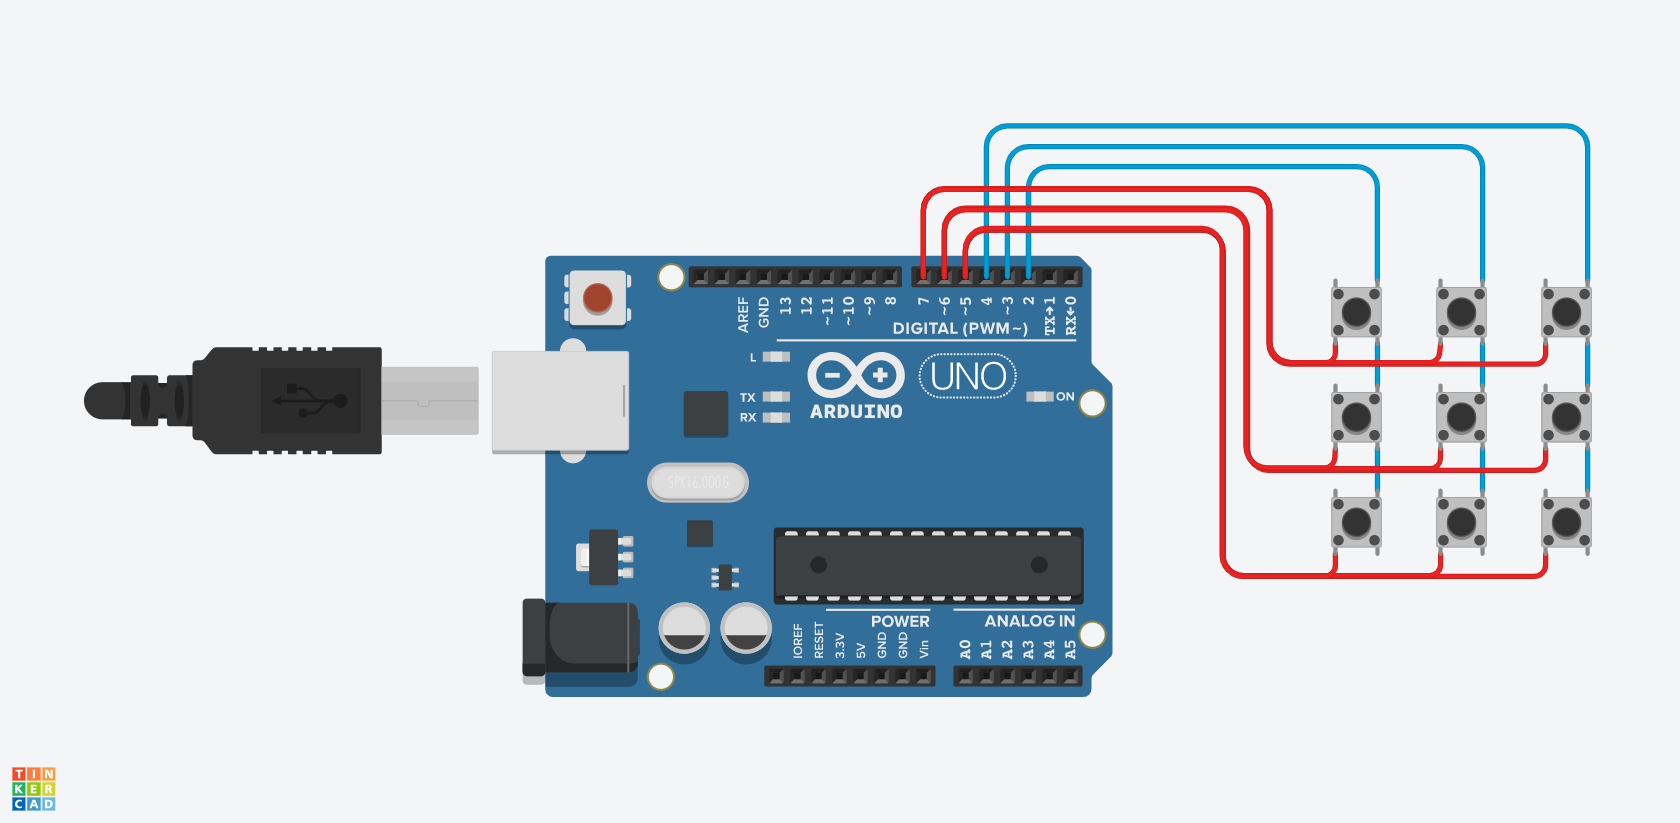 AREF
GND
13
12
~11
~10
~9
8
7
~6
~5
4
~3
2
TX→1
RX←0
DIGITAL (PWM~)
L
TX
RX
ARDUINO
UNO
ON
SPK16.000G
POWER
ANALOG IN
IOREF
RESET
3.3V
5V
GND
GND
Vin
A0
A1
A2
A3
A4
A5
TIN
KER
CAD